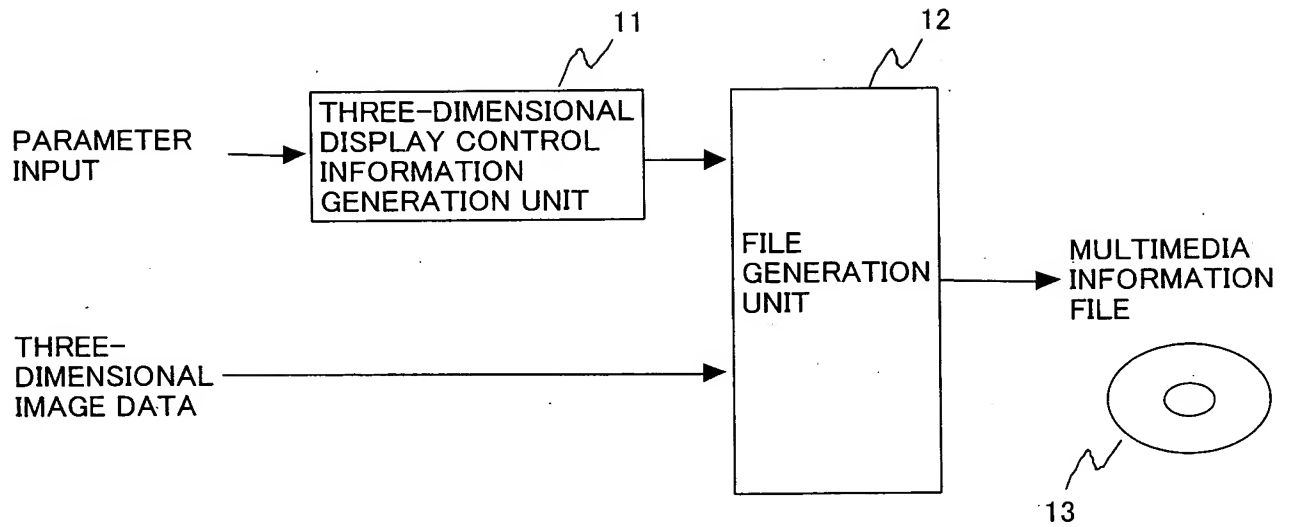 11
12
PARAMETER
INPUT
THREE-DIMENSIONAL
DISPLAY CONTROL
INFORMATION
GENERATION UNIT
FILE
GENERATION
UNIT
MULTIMEDIA
INFORMATION
FILE
THREE-
DIMENSIONAL
IMAGE DATA
13